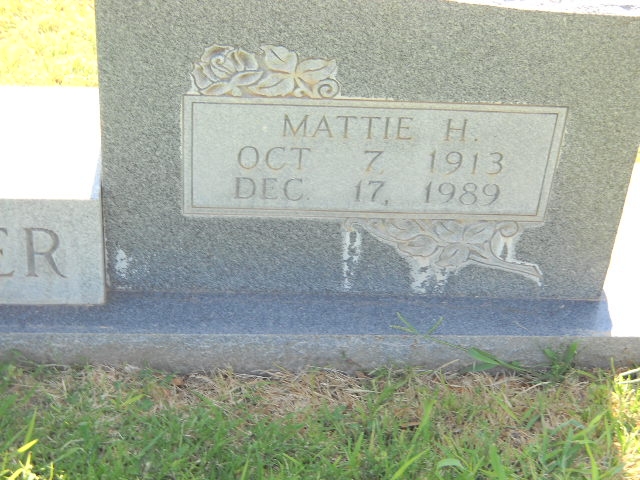 MATTIE H.
OCT 7, 1913
DEC. 17, 1989
ER